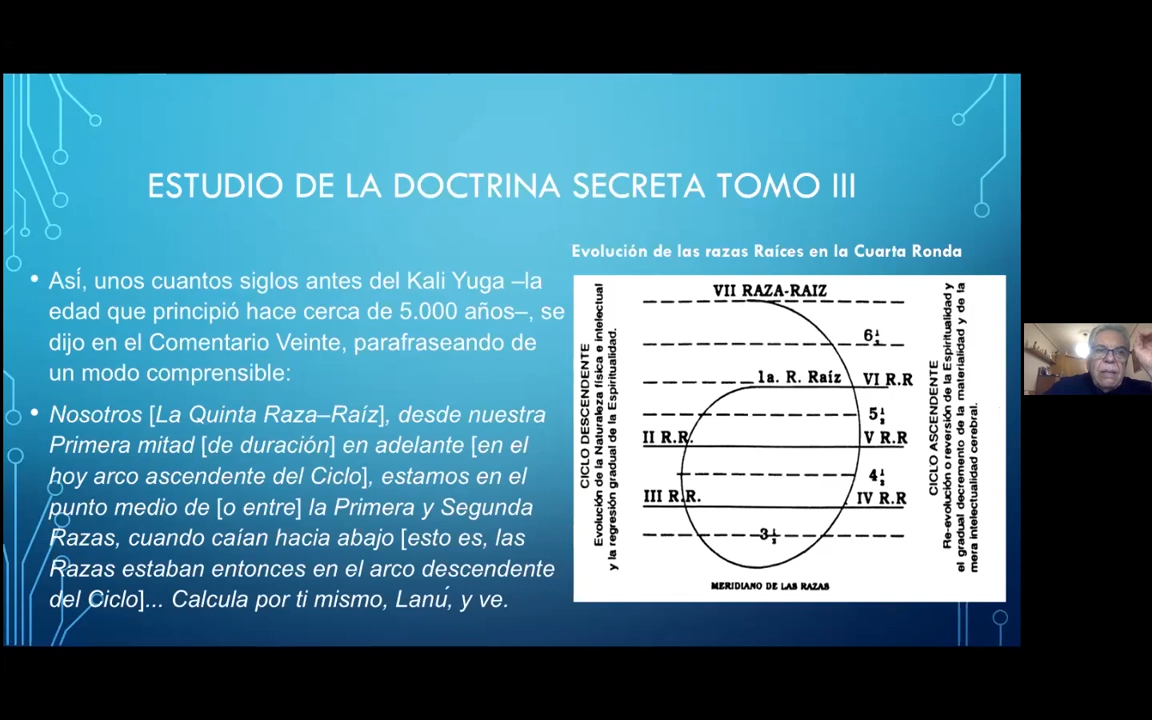 ESTUDIO DE LA DOCTRINA SECRETA TOMO III
• Así, unos cuantos siglos antes del Kali Yuga –la
edad que principió hace cerca de 5.000 años–, se
dijo en el Comentario Veinte, parafraseando de
un modo comprensible:
• Nosotros [La Quinta Raza–Raíz], desde nuestra
Primera mitad [de duración] en adelante [en el
hoy arco ascendente del Ciclo], estamos en el
punto medio de [o entre] la Primera y Segunda
Razas, cuando caían hacia abajo [esto es, las
Razas estaban entonces en el arco descendente
del Ciclo]... Calcula por ti mismo, Lanú, y ve.
Evolución de las razas Raíces en la Cuarta Ronda
CICLO DESCENDENTE
Evolución de la Naturaleza física e intelectual
y la regresión gradual de la Espiritualidad.
VII RAZA-RAIZ
6½
1a. R. Raíz VI R.R
5½
II R.R. V R.R
4½
III R.R. IV R.R
3½
MERIDIANO DE LAS RAZAS
CICLO ASCENDENTE
Re-evolución o reversión de la Espiritualidad y
el gradual decremento de la materialidad y de la
mera intelectualidad cerebral.